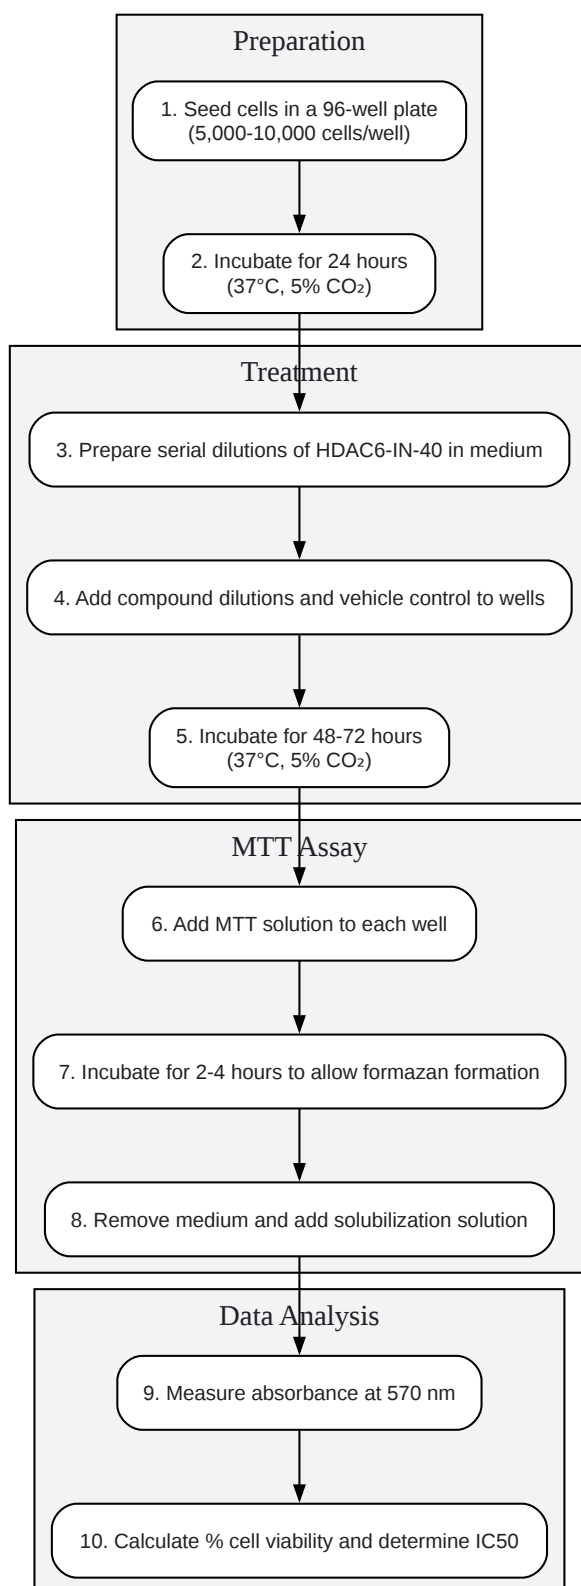 Preparation
1. Seed cells in a 96-well plate
(5,000-10,000 cells/well)
2. Incubate for 24 hours
(37°C, 5% CO₂)
Treatment
3. Prepare serial dilutions of HDAC6-IN-40 in medium
4. Add compound dilutions and vehicle control to wells
5. Incubate for 48-72 hours
(37°C, 5% CO₂)
MTT Assay
6. Add MTT solution to each well
7. Incubate for 2-4 hours to allow formazan formation
8. Remove medium and add solubilization solution
Data Analysis
9. Measure absorbance at 570 nm
10. Calculate % cell viability and determine IC50